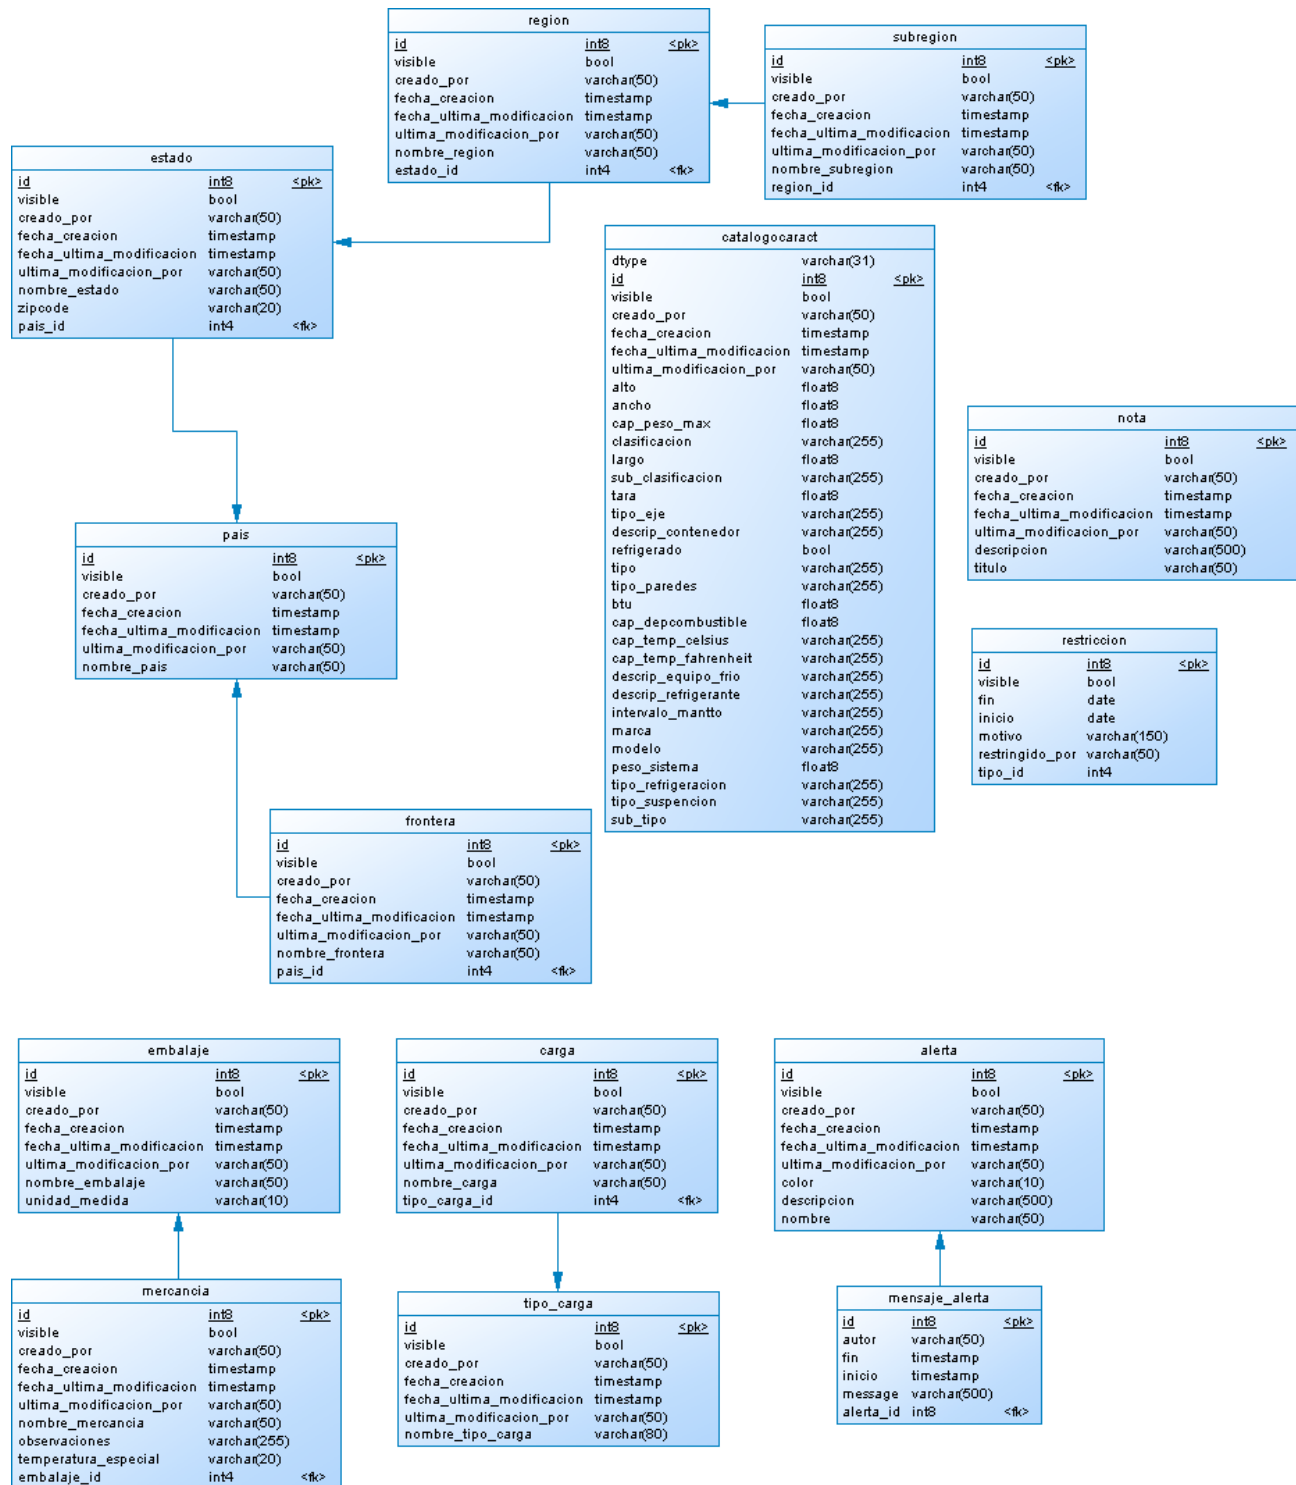 region
id int8 <pk>
visible bool
creado_por varchar(50)
fecha_creacion timestamp
fecha_ultima_modificacion timestamp
ultima_modificacion_por varchar(50)
nombre_region varchar(50)
estado_id int4 <fk>
subregion
id int8 <pk>
visible bool
creado_por varchar(50)
fecha_creacion timestamp
fecha_ultima_modificacion timestamp
ultima_modificacion_por varchar(50)
nombre_subregion varchar(50)
region_id int4 <fk>
estado
id int8 <pk>
visible bool
creado_por varchar(50)
fecha_creacion timestamp
fecha_ultima_modificacion timestamp
ultima_modificacion_por varchar(50)
nombre_estado varchar(50)
zipcode varchar(20)
pais_id int4 <fk>
catalogocaract
dtype varchar(31)
id int8 <pk>
visible bool
creado_por varchar(50)
fecha_creacion timestamp
fecha_ultima_modificacion timestamp
ultima_modificacion_por varchar(50)
alto float8
ancho float8
cap_peso_max float8
clasificacion varchar(255)
largo float8
sub_clasificacion varchar(255)
tara float8
tipo_eje varchar(255)
descrip_contenedor varchar(255)
refrigerado bool
tipo varchar(255)
tipo_paredes varchar(255)
btu float8
cap_depcombustible float8
cap_temp_celsius varchar(255)
cap_temp_fahrenheit varchar(255)
descrip_equipo_frio varchar(255)
descrip_refrigerante varchar(255)
intervalo_mantto varchar(255)
marca varchar(255)
modelo varchar(255)
peso_sistema float8
tipo_refrigeracion varchar(255)
tipo_suspencion varchar(255)
sub_tipo varchar(255)
nota
id int8 <pk>
visible bool
creado_por varchar(50)
fecha_creacion timestamp
fecha_ultima_modificacion timestamp
ultima_modificacion_por varchar(50)
descripcion varchar(500)
titulo varchar(50)
pais
id int8 <pk>
visible bool
creado_por varchar(50)
fecha_creacion timestamp
fecha_ultima_modificacion timestamp
ultima_modificacion_por varchar(50)
nombre_pais varchar(50)
restriccion
id int8 <pk>
visible bool
fin date
inicio date
motivo varchar(150)
restringido_por varchar(50)
tipo_id int4
frontera
id int8 <pk>
visible bool
creado_por varchar(50)
fecha_creacion timestamp
fecha_ultima_modificacion timestamp
ultima_modificacion_por varchar(50)
nombre_frontera varchar(50)
pais_id int4 <fk>
embalaje
id int8 <pk>
visible bool
creado_por varchar(50)
fecha_creacion timestamp
fecha_ultima_modificacion timestamp
ultima_modificacion_por varchar(50)
nombre_embalaje varchar(50)
unidad_medida varchar(10)
carga
id int8 <pk>
visible bool
creado_por varchar(50)
fecha_creacion timestamp
fecha_ultima_modificacion timestamp
ultima_modificacion_por varchar(50)
nombre_carga varchar(50)
tipo_carga_id int4 <fk>
alerta
id int8 <pk>
visible bool
creado_por varchar(50)
fecha_creacion timestamp
fecha_ultima_modificacion timestamp
ultima_modificacion_por varchar(50)
color varchar(10)
descripcion varchar(500)
nombre varchar(50)
mercancia
id int8 <pk>
visible bool
creado_por varchar(50)
fecha_creacion timestamp
fecha_ultima_modificacion timestamp
ultima_modificacion_por varchar(50)
nombre_mercancia varchar(50)
observaciones varchar(255)
temperatura_especial varchar(20)
embalaje_id int4 <fk>
tipo_carga
id int8 <pk>
visible bool
creado_por varchar(50)
fecha_creacion timestamp
fecha_ultima_modificacion timestamp
ultima_modificacion_por varchar(50)
nombre_tipo_carga varchar(80)
mensaje_alerta
id int8 <pk>
autor varchar(50)
fin timestamp
inicio timestamp
message varchar(500)
alerta_id int8 <fk>